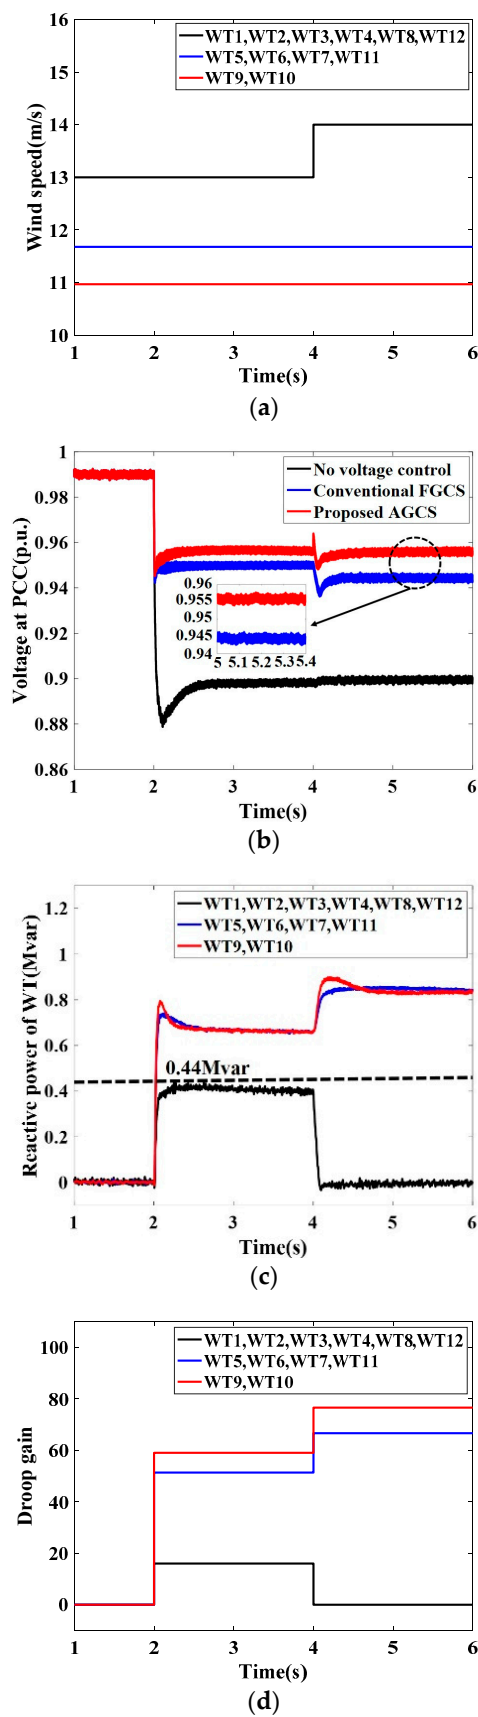 16
15
14
13
12
11
10
Wind speed(m/s)
WT1,WT2,WT3,WT4,WT8,WT12
WT5,WT6,WT7,WT11
WT9,WT10
1 2 3 4 5 6
Time(s)
(a)
1
0.98
0.96
0.94
0.92
0.9
0.88
0.86
Voltage at PCC(p.u.)
No voltage control
Conventional FGCS
Proposed AGCS
0.96
0.955
0.95
0.945
0.94
5 5.1 5.2 5.3 5.4
1 2 3 4 5 6
Time(s)
(b)
1.2
1
0.8
0.6
0.4
0.2
0
Reactive power of WT(Mvar)
WT1,WT2,WT3,WT4,WT8,WT12
WT5,WT6,WT7,WT11
WT9,WT10
0.44Mvar
1 2 3 4 5 6
Time(s)
(c)
100
80
60
40
20
0
Droop gain
WT1,WT2,WT3,WT4,WT8,WT12
WT5,WT6,WT7,WT11
WT9,WT10
1 2 3 4 5 6
Time(s)
(d)